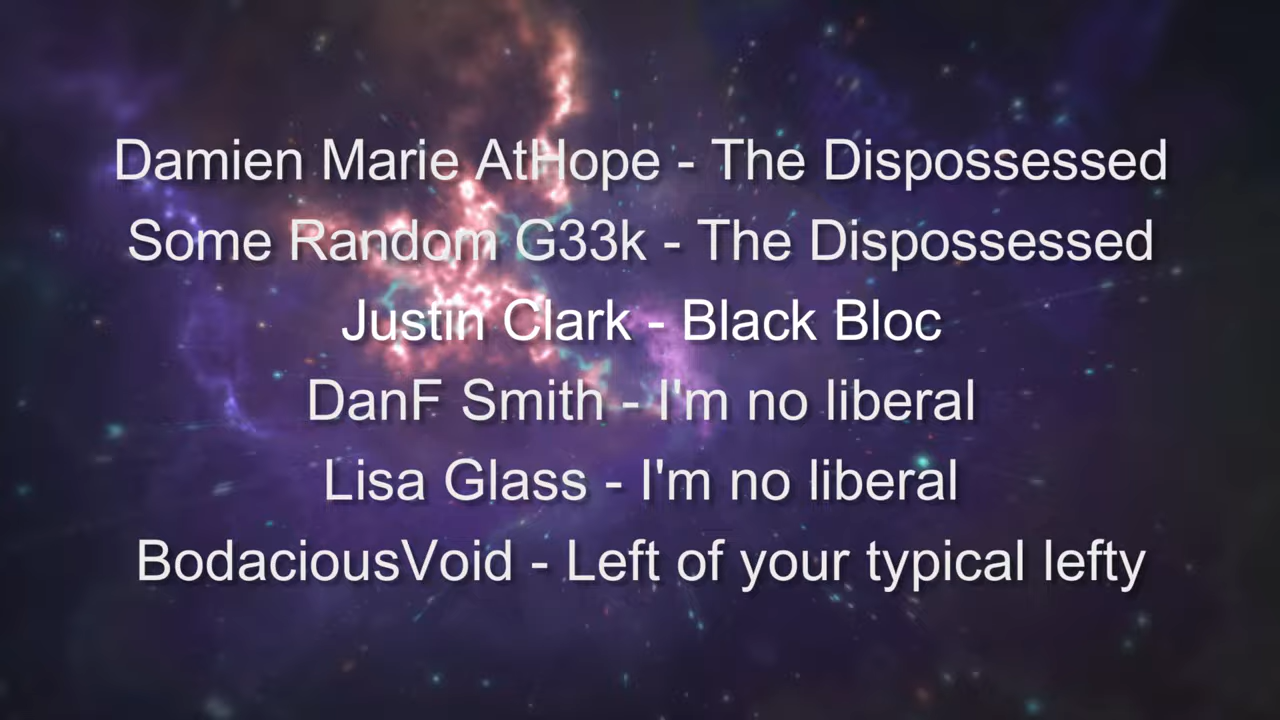 Damien Marie AtHope - The Dispossessed
Some Random G33k - The Dispossessed
Justin Clark - Black Bloc
DanF Smith - I'm no liberal
Lisa Glass - I'm no liberal
BodaciousVoid - Left of your typical lefty